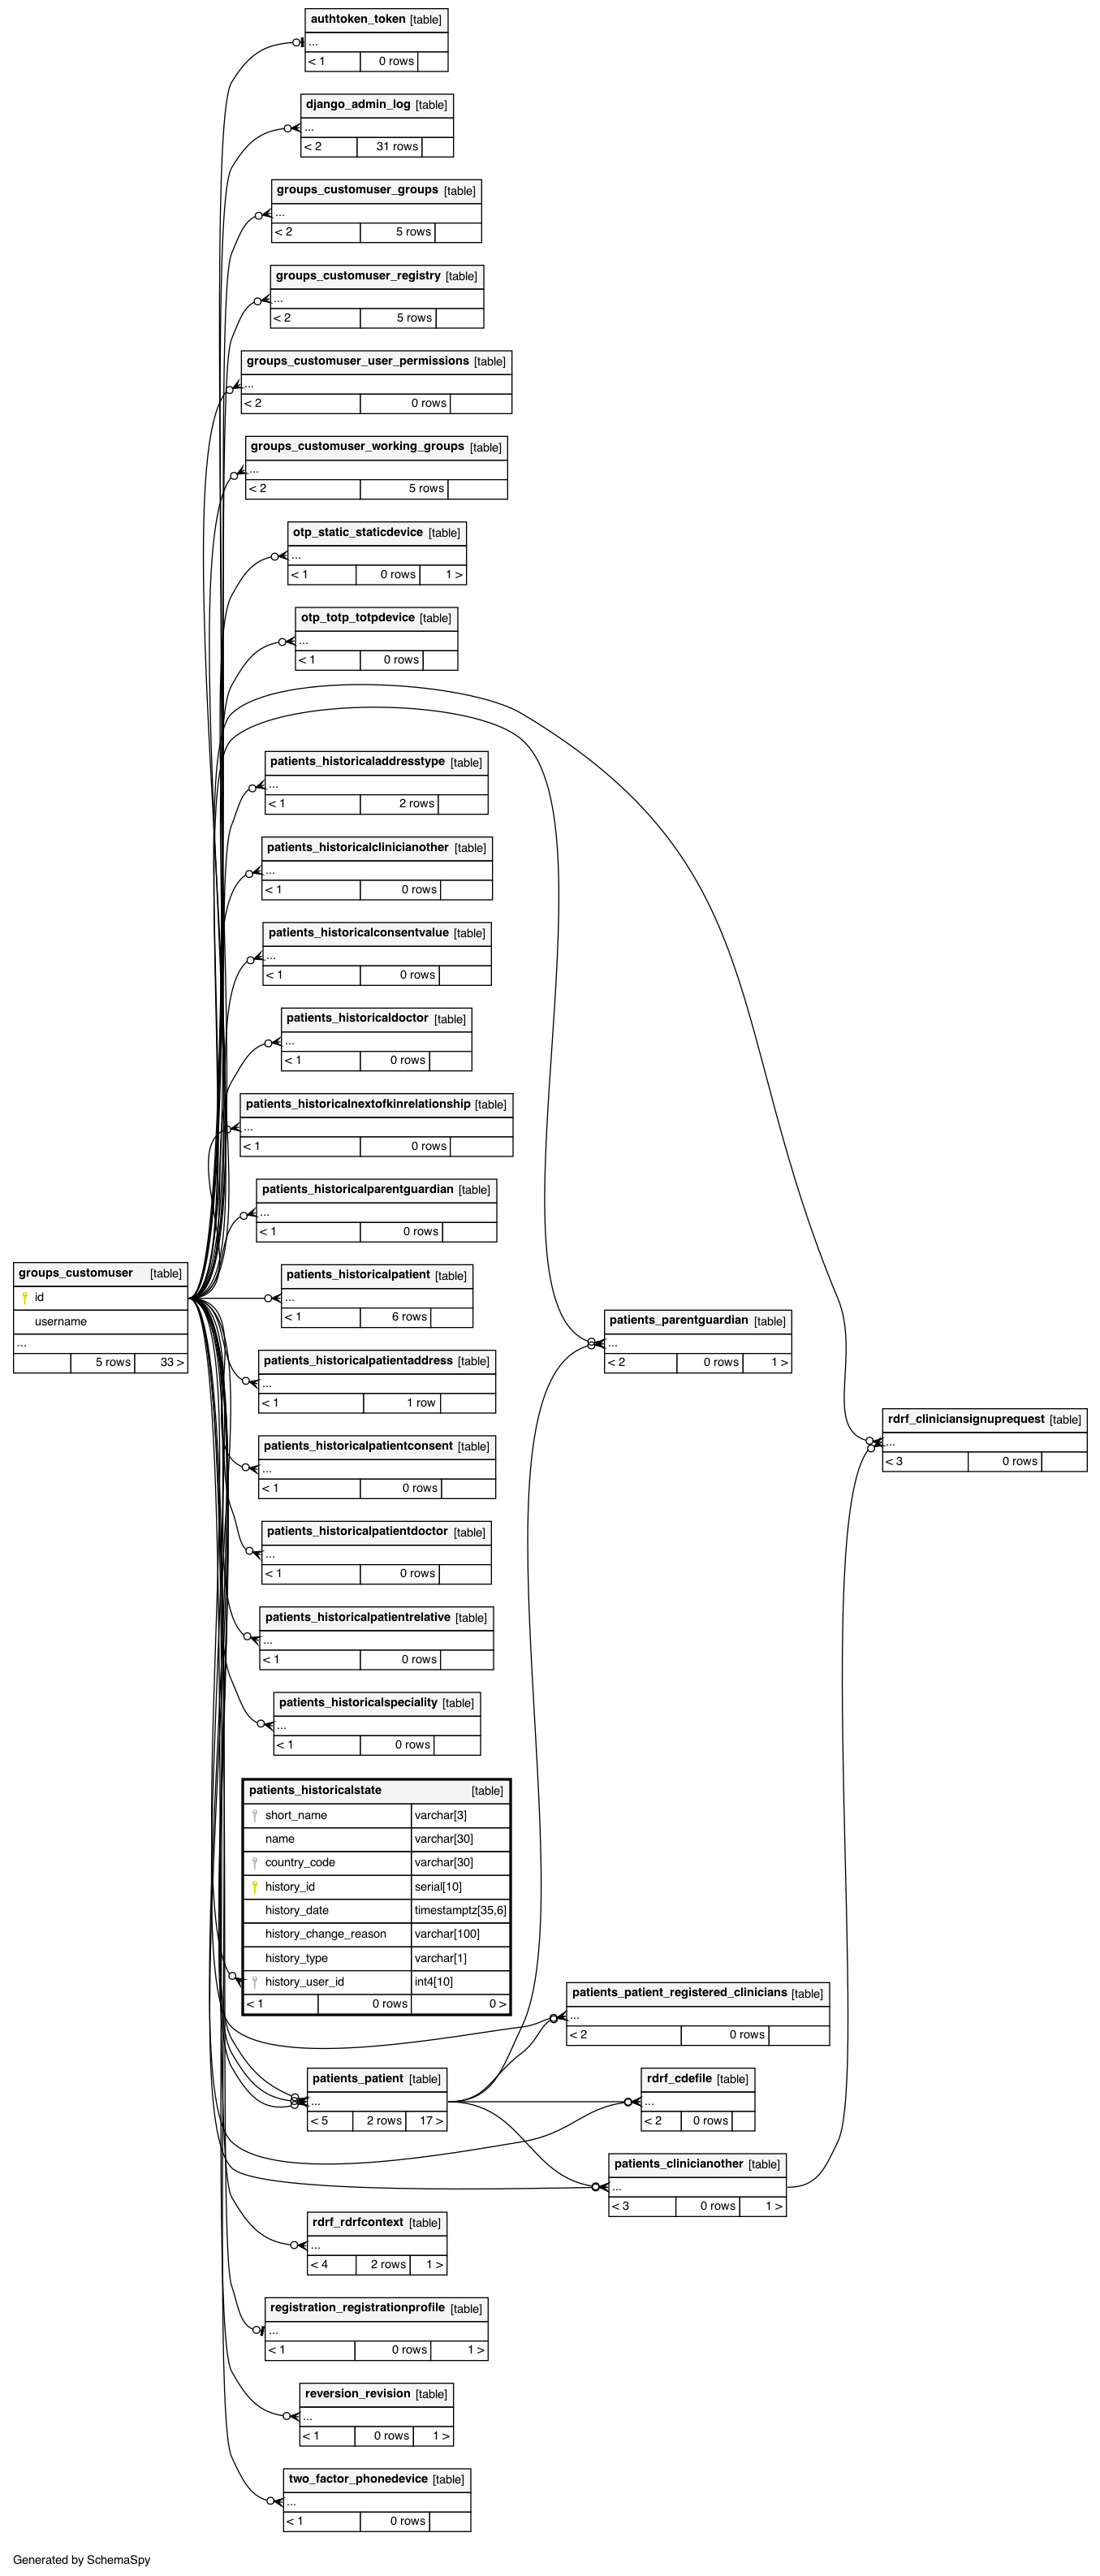 authtoken_token [table]
...
< 1 0 rows
django_admin_log [table]
...
< 2 31 rows
groups_customuser_groups [table]
...
< 2 5 rows
groups_customuser_registry [table]
...
< 2 5 rows
groups_customuser_user_permissions [table]
...
< 2 0 rows
groups_customuser_working_groups [table]
...
< 2 5 rows
otp_static_staticdevice [table]
...
< 1 0 rows 1 >
otp_totp_totpdevice [table]
...
< 1 0 rows
patients_historicaladdresstype [table]
...
< 1 2 rows
patients_historicalclinicianother [table]
...
< 1 0 rows
patients_historicalconsentvalue [table]
...
< 1 0 rows
patients_historicaldoctor [table]
...
< 1 0 rows
patients_historicalnextofkinrelationship [table]
...
< 1 0 rows
patients_historicalparentguardian [table]
...
< 1 0 rows
groups_customuser [table]
id
username
...
5 rows 33 >
patients_historicalpatient [table]
...
< 1 6 rows
patients_parentguardian [table]
...
< 2 0 rows 1 >
patients_historicalpatientaddress [table]
...
< 1 1 row
rdrf_cliniciansignuprequest [table]
...
< 3 0 rows
patients_historicalpatientconsent [table]
...
< 1 0 rows
patients_historicalpatientdoctor [table]
...
< 1 0 rows
patients_historicalpatientrelative [table]
...
< 1 0 rows
patients_historicalspeciality [table]
...
< 1 0 rows
patients_historicalstate [table]
short_name varchar[3]
name varchar[30]
country_code varchar[30]
history_id serial[10]
history_date timestamptz[35,6]
history_change_reason varchar[100]
history_type varchar[1]
history_user_id int4[10]
< 1 0 rows 0 >
patients_patient_registered_clinicians [table]
...
< 2 0 rows
patients_patient [table]
...
< 5 2 rows 17 >
rdrf_cdefile [table]
...
< 2 0 rows
patients_clinicianother [table]
...
< 3 0 rows 1 >
rdrf_rdrfcontext [table]
...
< 4 2 rows 1 >
registration_registrationprofile [table]
...
< 1 0 rows 1 >
reversion_revision [table]
...
< 1 0 rows 1 >
two_factor_phonedevice [table]
...
< 1 0 rows
Generated by SchemaSpy